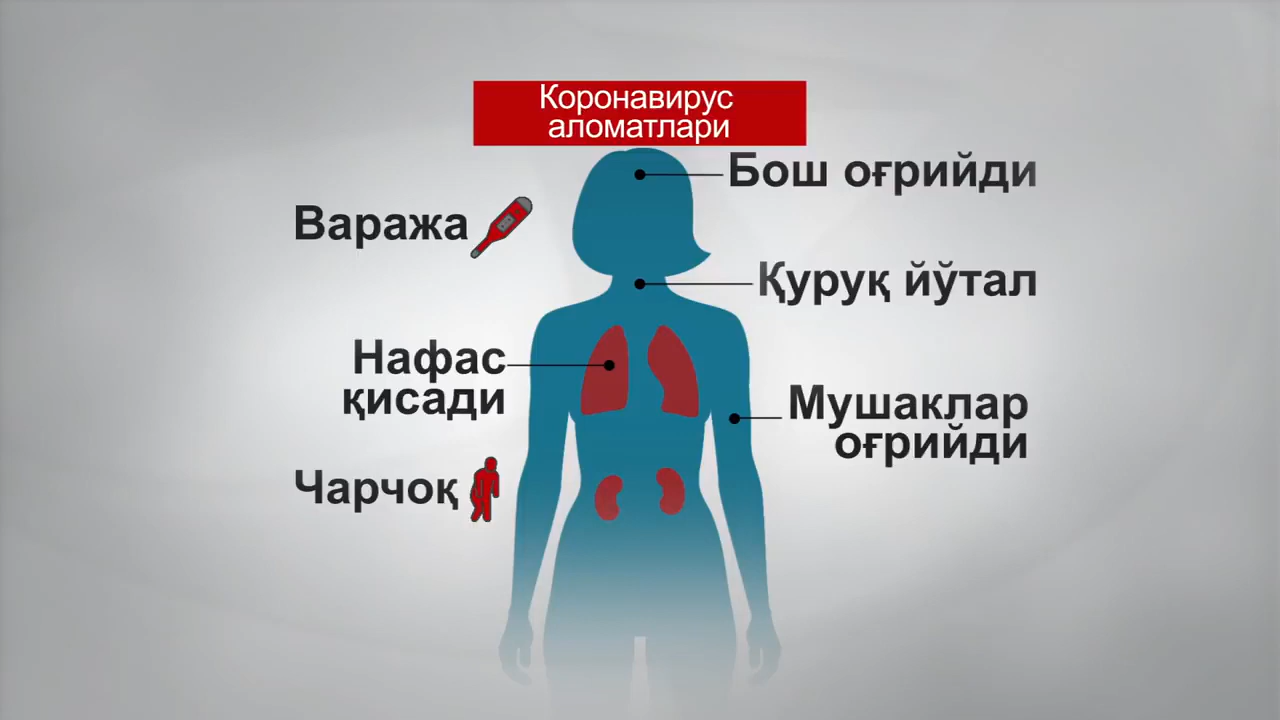 Коронавирус
аломатлари
Бош оғрийди
Ваража
Қуруқ йўтал
Нафас
қисади
Мушаклар
оғрийди
Чарчоқ